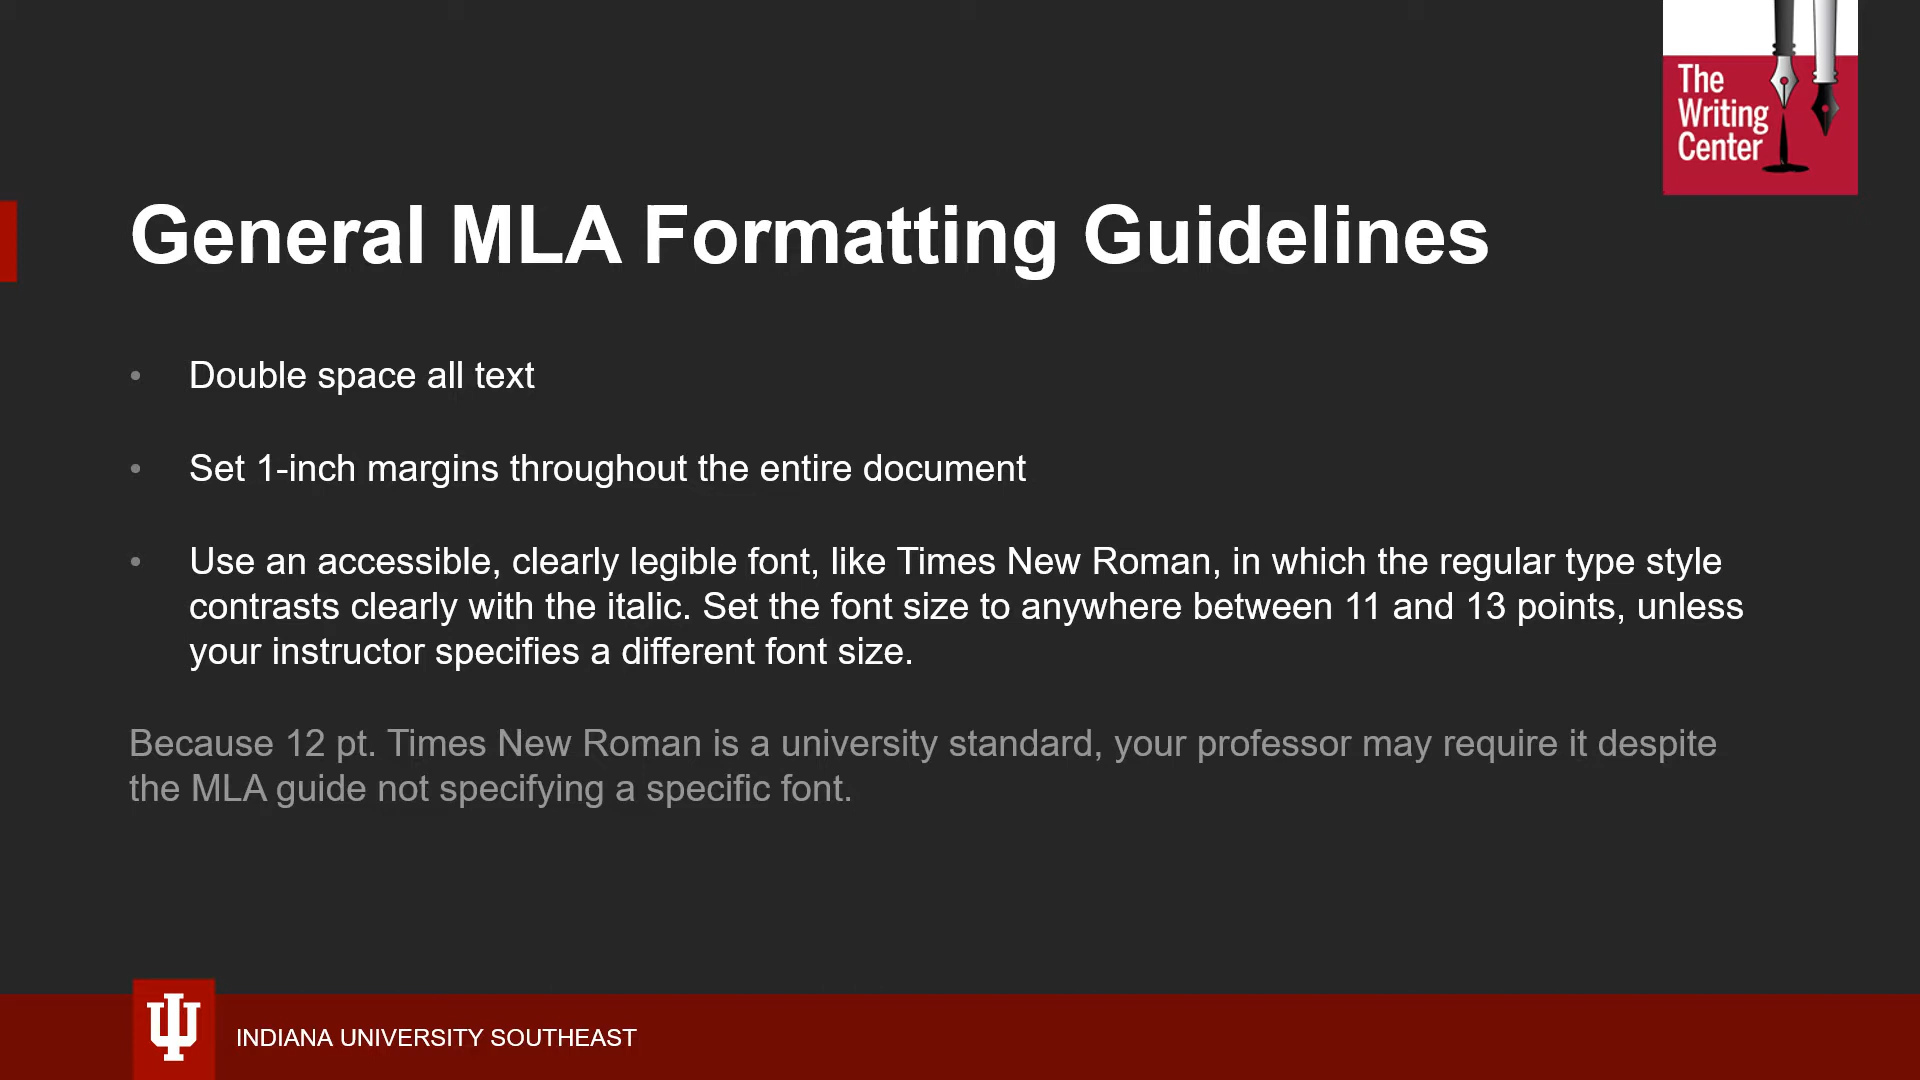 The
Writing
Center
General MLA Formatting Guidelines
• Double space all text
• Set 1-inch margins throughout the entire document
• Use an accessible, clearly legible font, like Times New Roman, in which the regular type style
contrasts clearly with the italic. Set the font size to anywhere between 11 and 13 points, unless
your instructor specifies a different font size.
Because 12 pt. Times New Roman is a university standard, your professor may require it despite
the MLA guide not specifying a specific font.
INDIANA UNIVERSITY SOUTHEAST